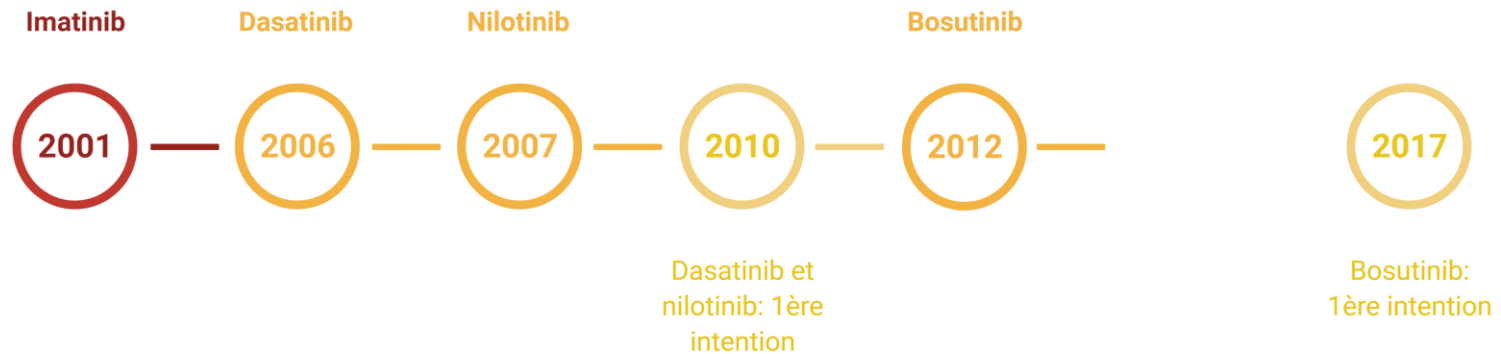 Imatinib
Dasatinib
Nilotinib
Bosutinib
2001
2006
2007
2010
2012
2017
Dasatinib et
nilotinib: 1ère
intention
Bosutinib:
1ère intention